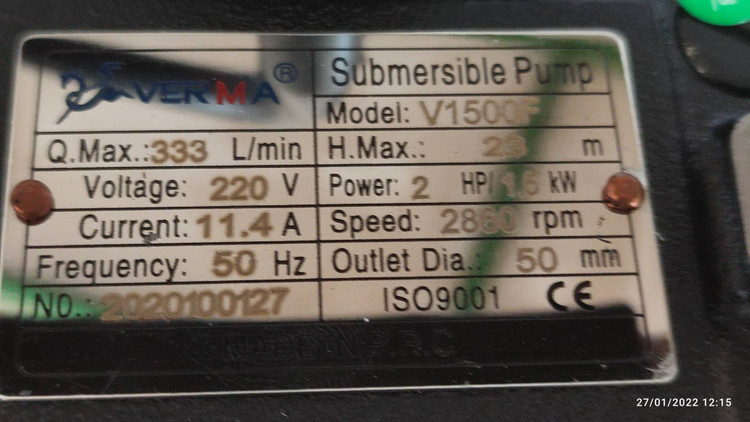 VERMA®
Submersible Pump
Model: V1500F
Q.Max.:333 L/min
H.Max.: m
Voltage: 220 V
Power: 2 HP/1.5 kW
Current: 11.4 A
Speed: 2860 rpm
Frequency: 50 Hz
Outlet Dia.: 50 mm
NO.: 2020100127
ISO9001 CE
P.R.C
27/01/2022 12:15